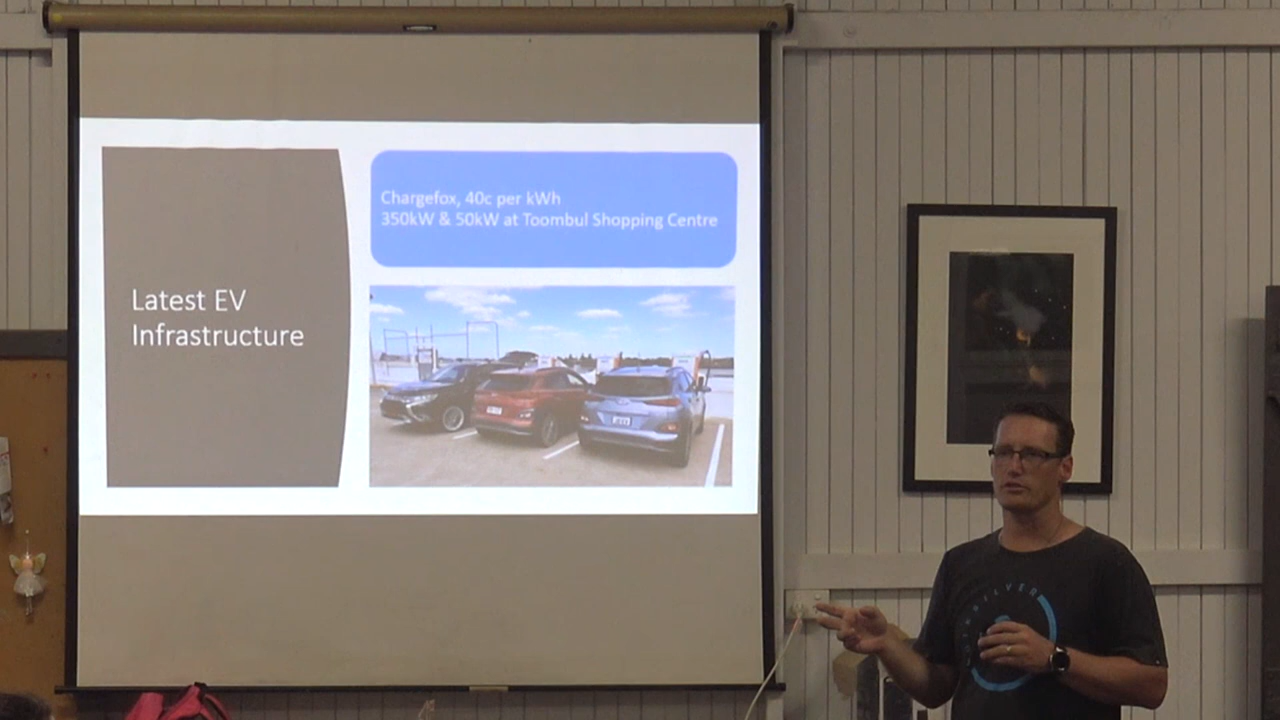 Latest EV
Infrastructure
Chargefox, 40c per kWh
350kW & 50kW at Toombul Shopping Centre